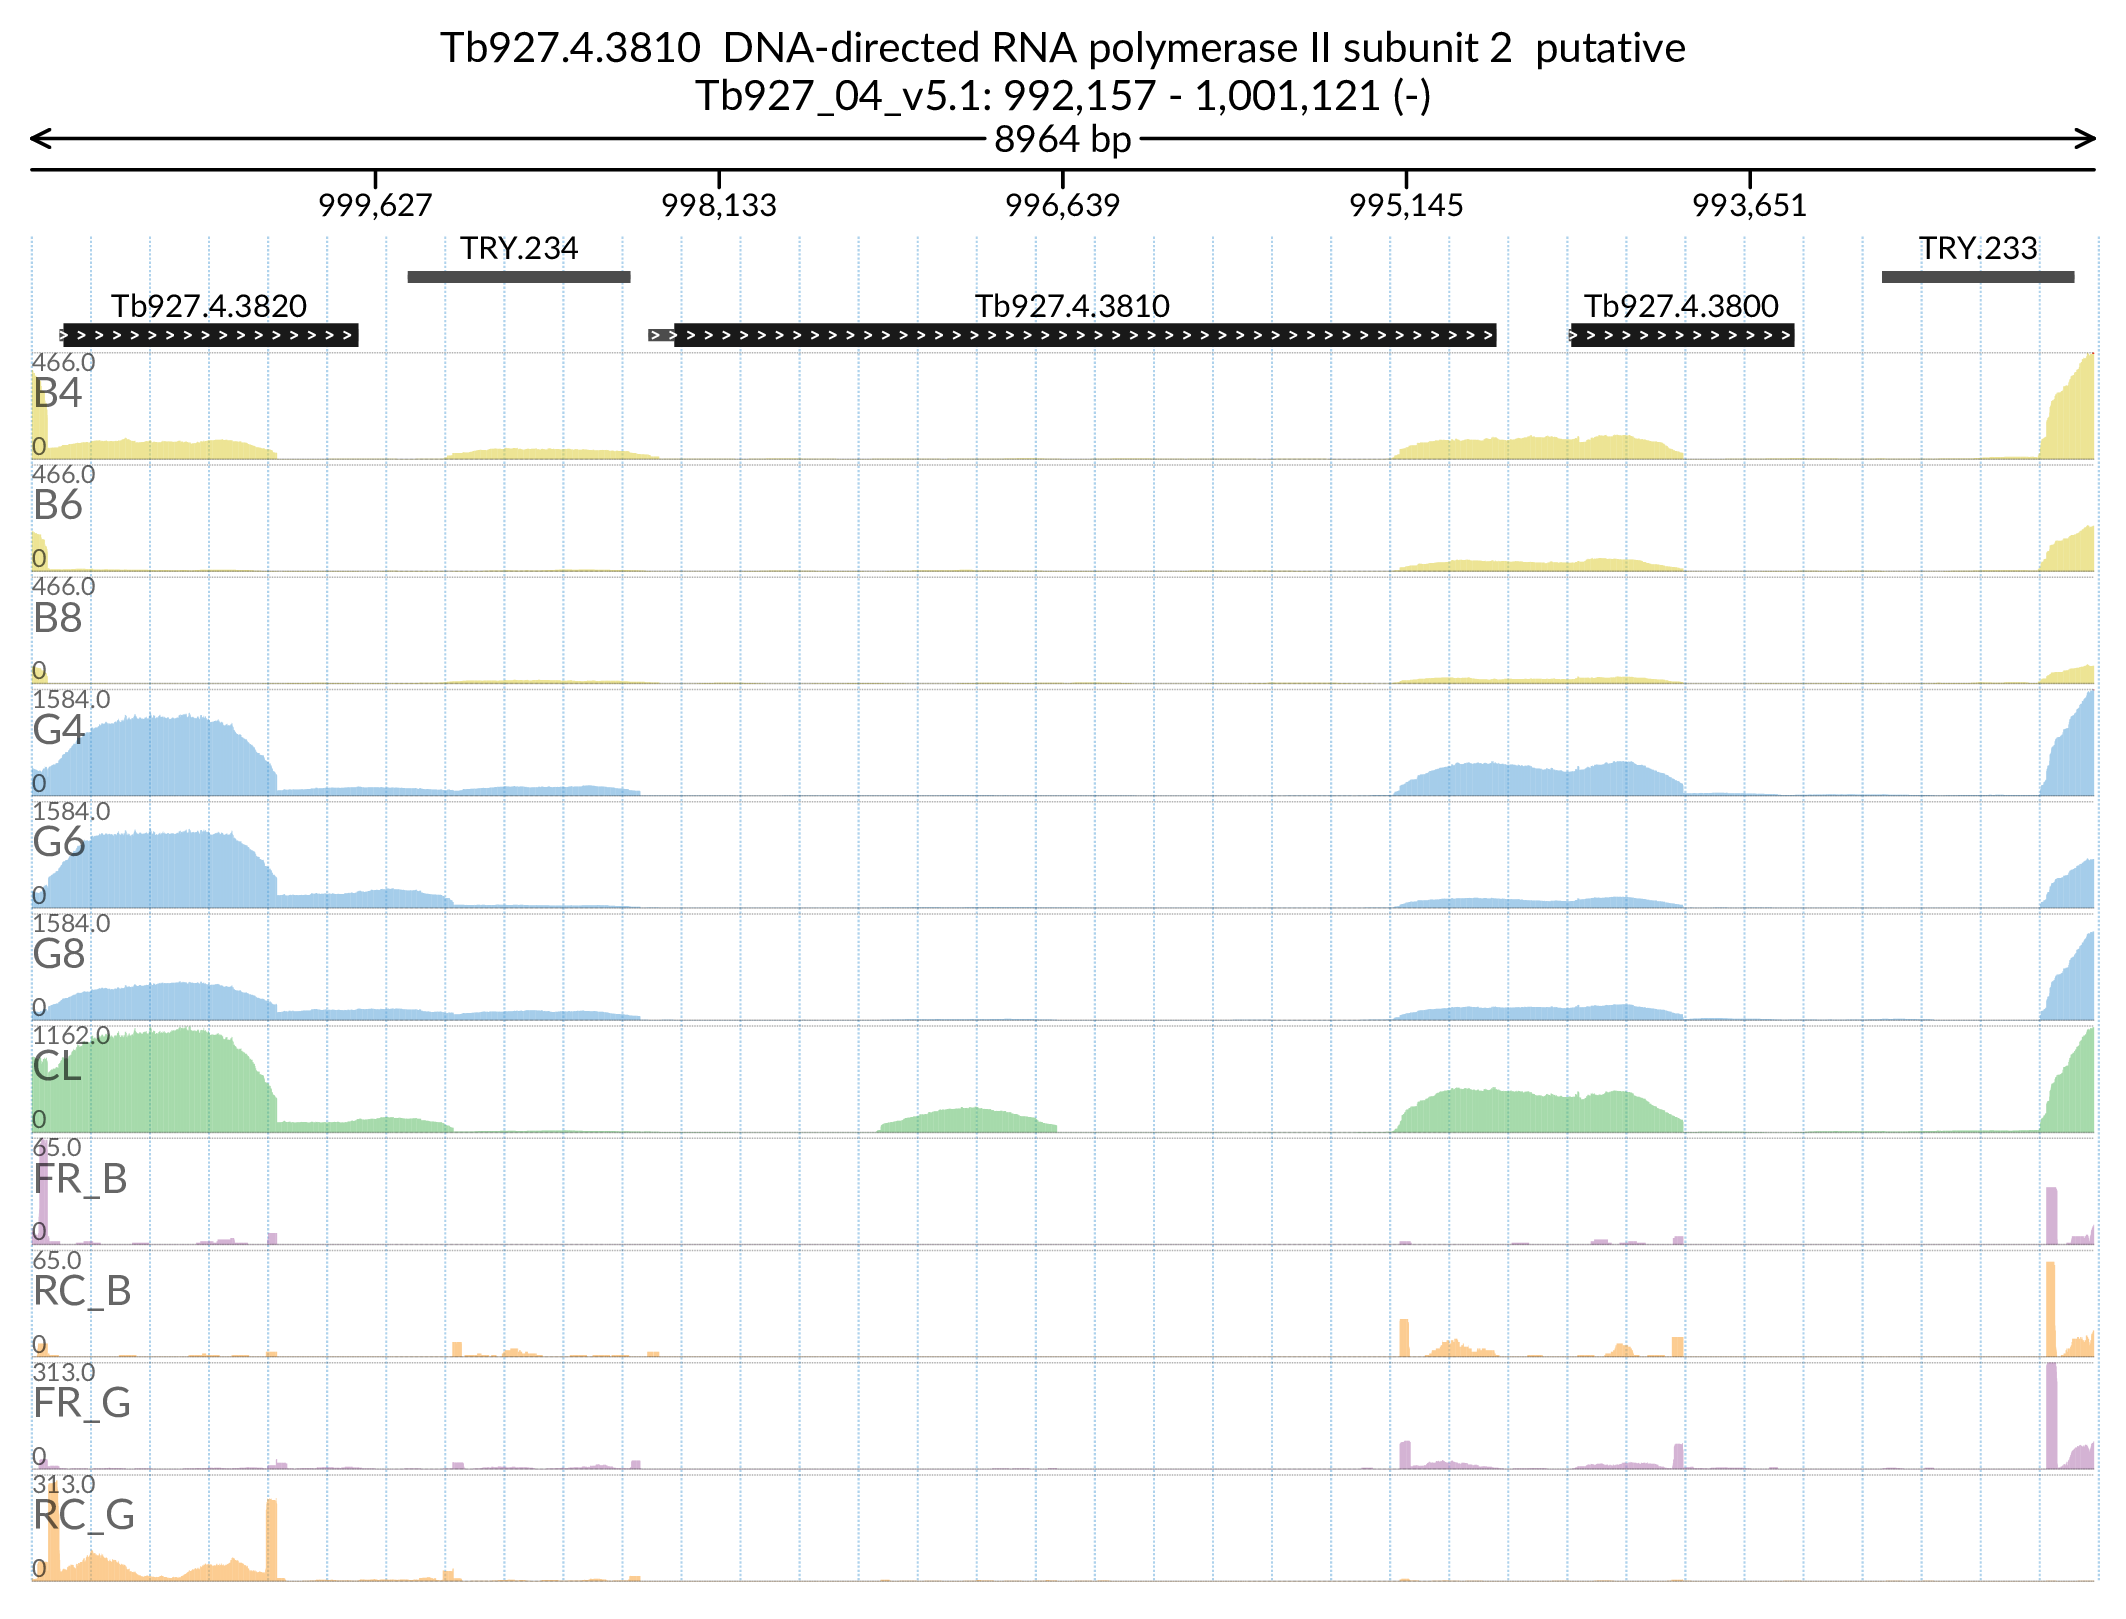 Tb927.4.3810 DNA-directed RNA polymerase II subunit 2 putative
Tb927_04_v5.1: 992,157 - 1,001,121 (-)
8964 bp
999,627 998,133 996,639 995,145 993,651
TRY.234 TRY.233
Tb927.4.3820 Tb927.4.3810 Tb927.4.3800
466.0
B4
0
466.0
B6
0
466.0
B8
0
1584.0
G4
0
1584.0
G6
0
1584.0
G8
0
1162.0
CL
0
65.0
FR_B
0
65.0
RC_B
0
313.0
FR_G
0
313.0
RC_G
0